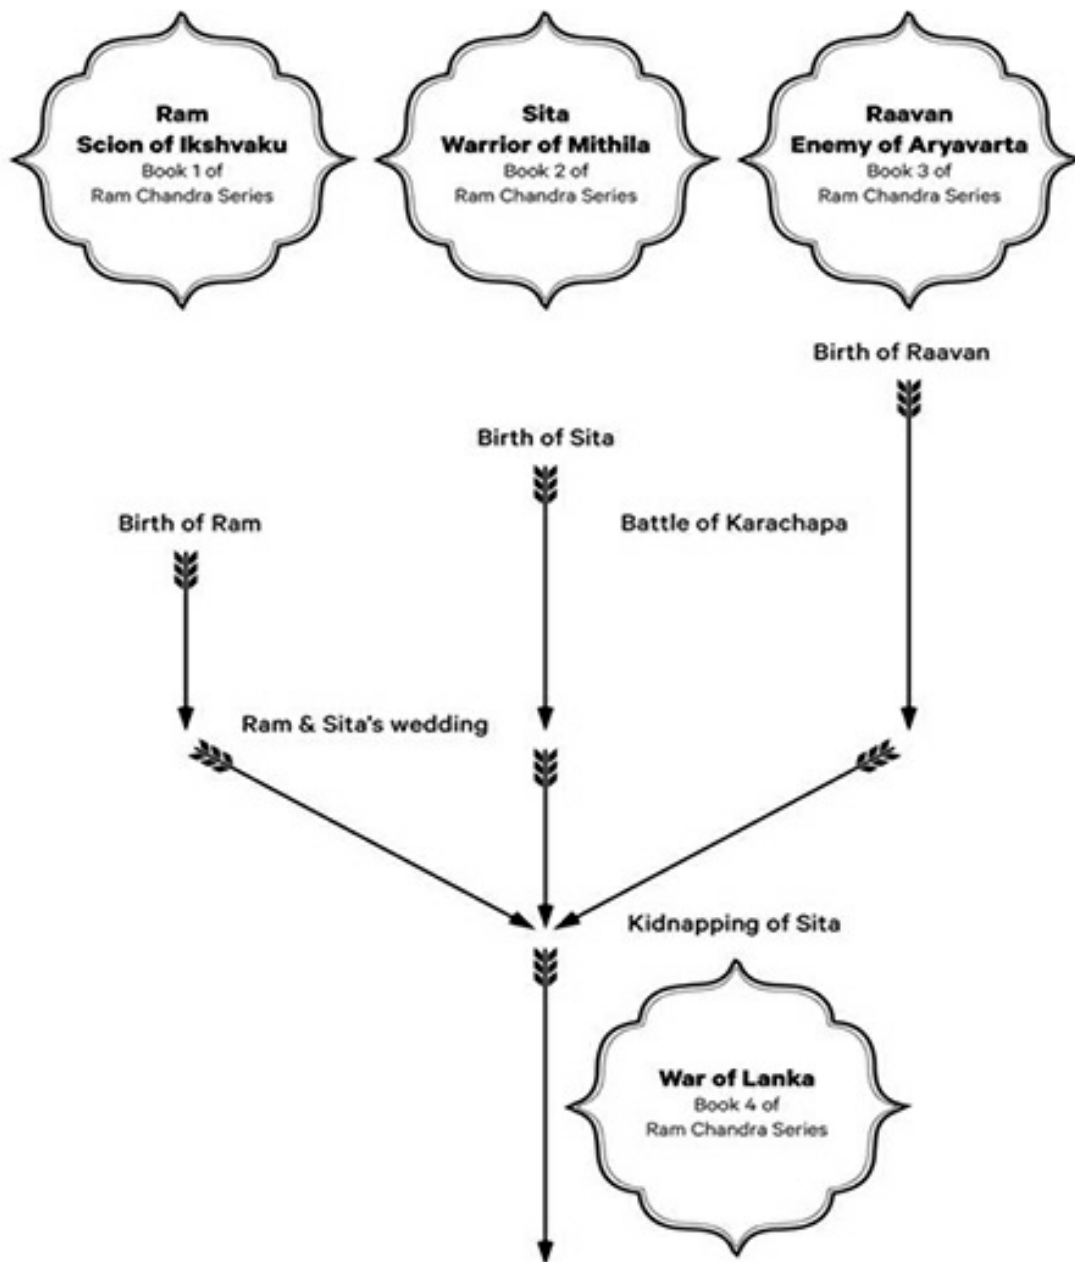 Ram
Scion of Ikshvaku
Book 1 of
Ram Chandra Series
Sita
Warrior of Mithila
Book 2 of
Ram Chandra Series
Raavan
Enemy of Aryavarta
Book 3 of
Ram Chandra Series
Birth of Raavan
Birth of Sita
Birth of Ram
Battle of Karachapa
Ram & Sita's wedding
Kidnapping of Sita
War of Lanka
Book 4 of
Ram Chandra Series